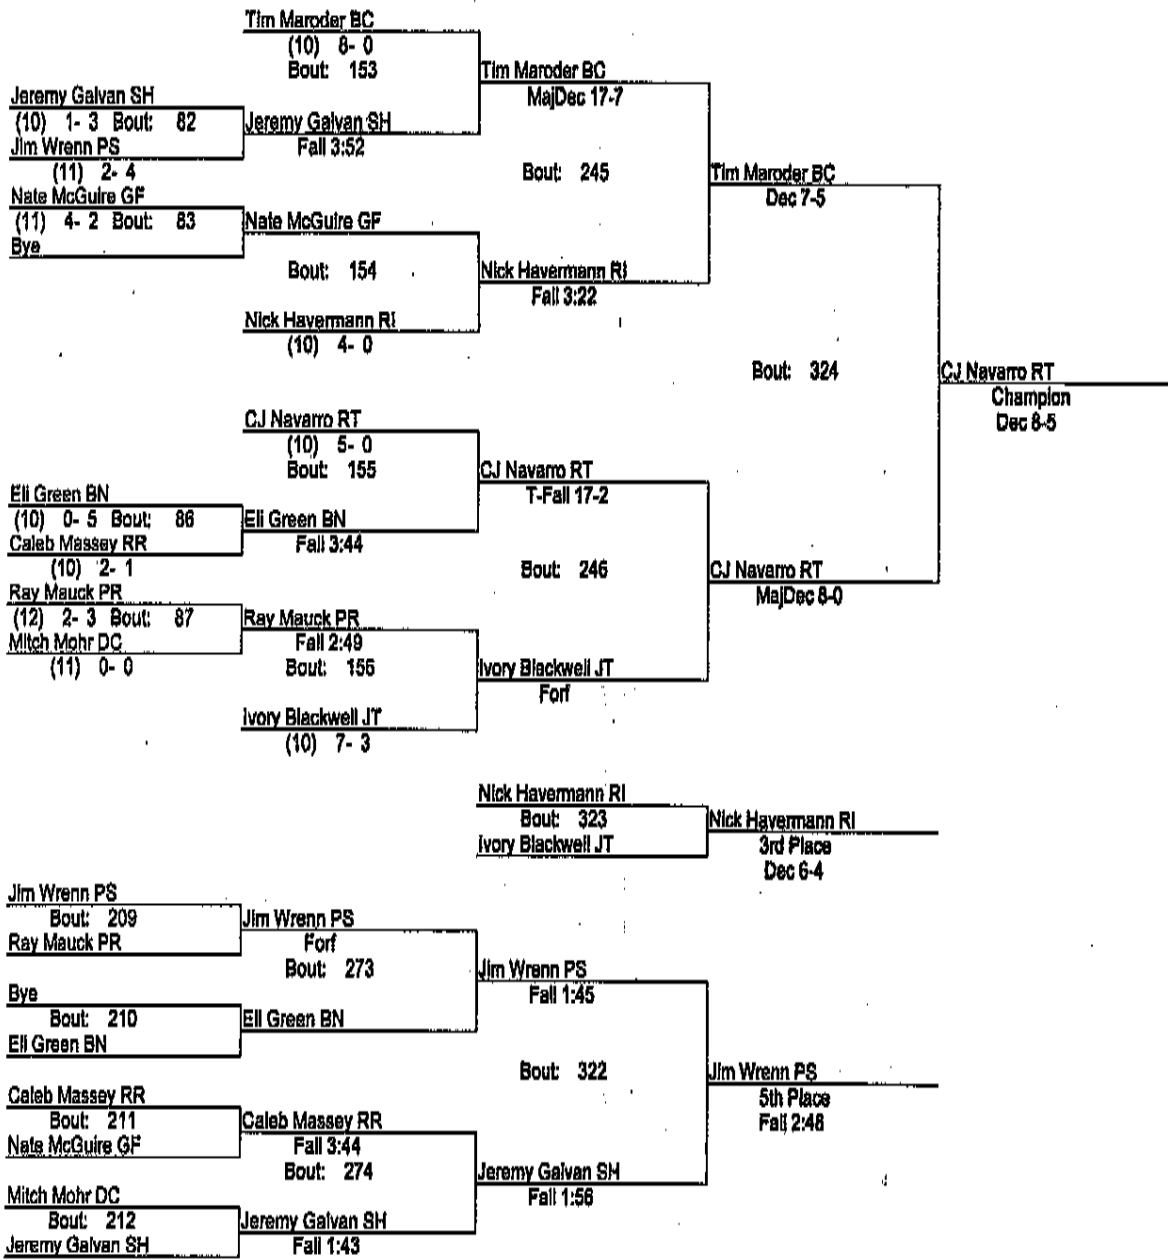 Tim Maroder BC
(10) 8- 0
Bout: 153
Tim Maroder BC
MajDec 17-7
Jeremy Galvan SH
(10) 1- 3 Bout: 82
Jeremy Galvan SH
Fall 3:52
Jim Wrenn PS
(11) 2- 4
Bout: 245
Tim Maroder BC
Dec 7-5
Nate McGuire GF
(11) 4- 2 Bout: 83
Nate McGuire GF
Bye
Bout: 154
Nick Havermann RI
Fall 3:22
Nick Havermann RI
(10) 4- 0
Bout: 324
CJ Navarro RT
Champion
Dec 8-5
CJ Navarro RT
(10) 5- 0
Bout: 155
CJ Navarro RT
T-Fall 17-2
Eli Green BN
(10) 0- 5 Bout: 86
Eli Green BN
Fall 3:44
Caleb Massey RR
(10) 2- 1
Bout: 246
CJ Navarro RT
MajDec 8-0
Ray Mauck PR
(12) 2- 3 Bout: 87
Ray Mauck PR
Fall 2:49
Mitch Mohr DC
(11) 0- 0
Bout: 156
Ivory Blackwell JT
Forf
Ivory Blackwell JT
(10) 7- 3
Nick Havermann RI
Bout: 323
Nick Havermann RI
3rd Place
Dec 6-4
Ivory Blackwell JT
Jim Wrenn PS
Bout: 209
Jim Wrenn PS
Forf
Ray Mauck PR
Bout: 273
Jim Wrenn PS
Fall 1:45
Bye
Bout: 210
Eli Green BN
Eli Green BN
Bout: 322
Jim Wrenn PS
5th Place
Fall 2:48
Caleb Massey RR
Bout: 211
Caleb Massey RR
Fall 3:44
Nate McGuire GF
Bout: 274
Jeremy Galvan SH
Fall 1:56
Mitch Mohr DC
Bout: 212
Jeremy Galvan SH
Fall 1:43
Jeremy Galvan SH